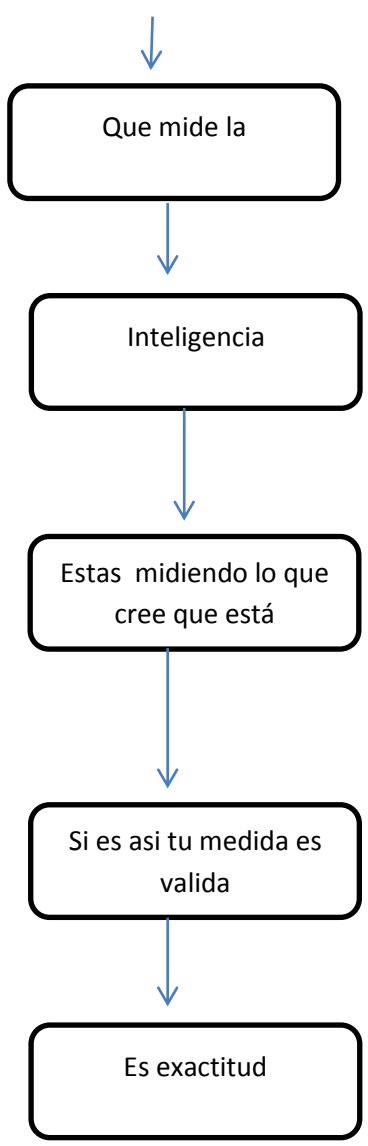 Que mide la
Inteligencia
Estas  midiendo lo que
cree que está
Si es asi tu medida es
valida
Es exactitud